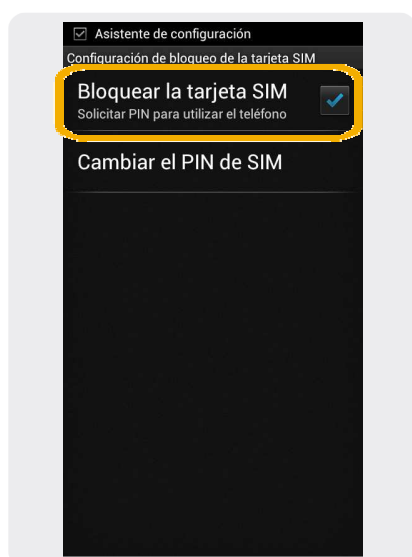 Asistente de configuración
Configuración de bloqueo de la tarjeta SIM
Bloquear la tarjeta SIM
Solicitar PIN para utilizar el teléfono
Cambiar el PIN de SIM